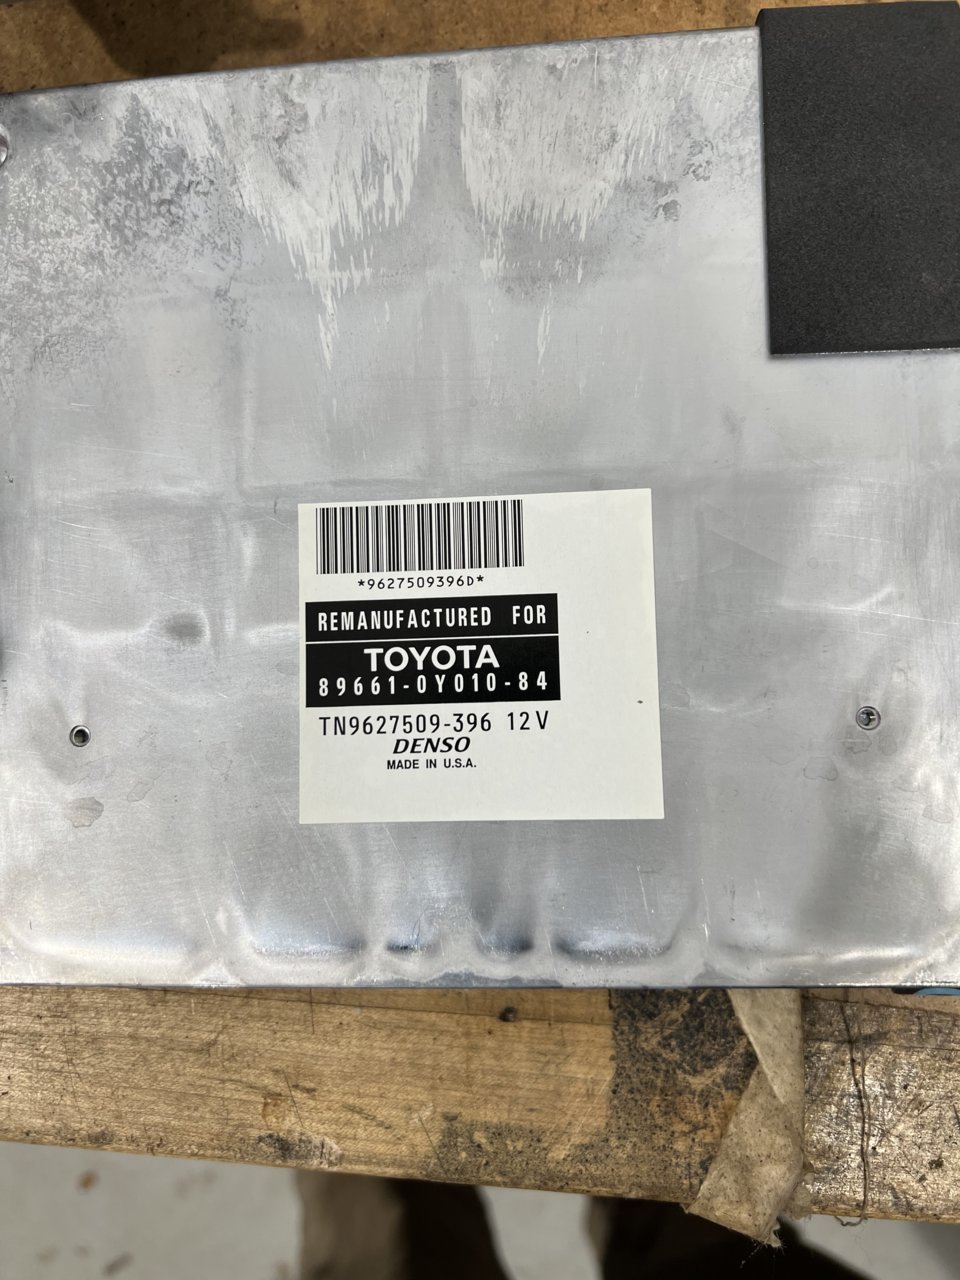 *9627509396D*
REMANUFACTURED FOR
TOYOTA
89661-0Y010-84
TN9627509-396 12V
DENSO
MADE IN U.S.A.